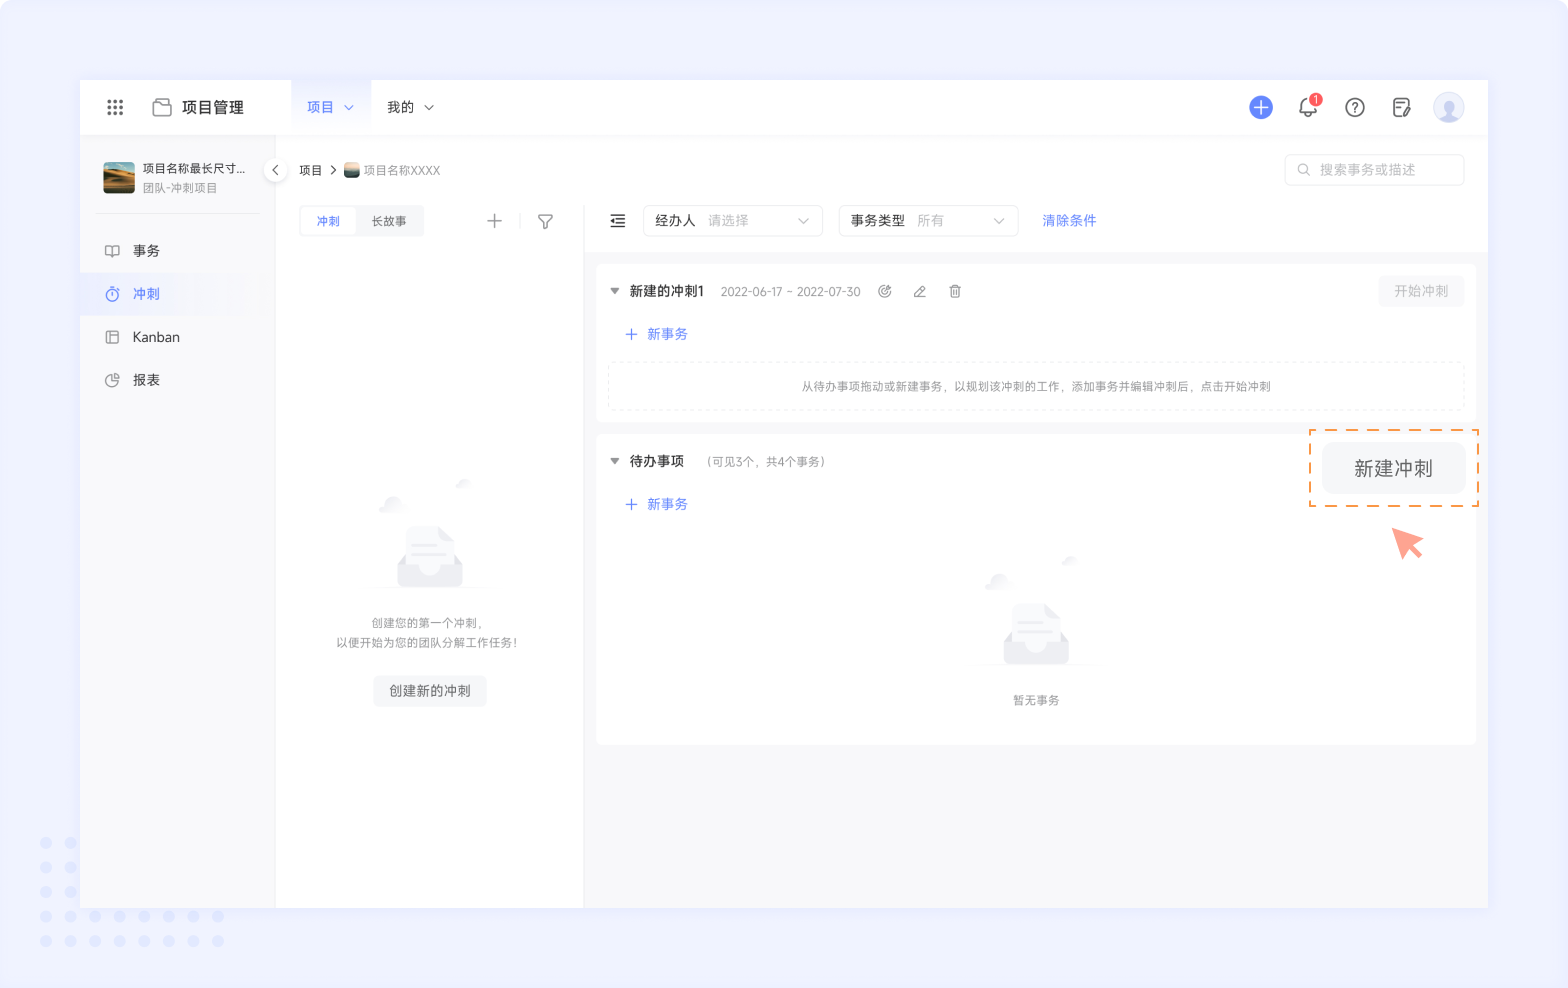 项目管理
项目
我的
1
项目名称最长尺寸...
团队-冲刺项目
项目 > 项目名称XXXX
搜索事务或描述
事务
冲刺
Kanban
报表
冲刺 长故事
经办人 请选择
事务类型 所有
清除条件
新建的冲刺1 2022-06-17 - 2022-07-30
开始冲刺
+ 新事务
从待办事项拖动或新建事务，以规划该冲刺的工作，添加事务并编辑冲刺后，点击开始冲刺
待办事项 （可见3个，共4个事务）
新建冲刺
+ 新事务
创建您的第一个冲刺，
以便开始为您的团队分解工作任务！
创建新的冲刺
暂无事务